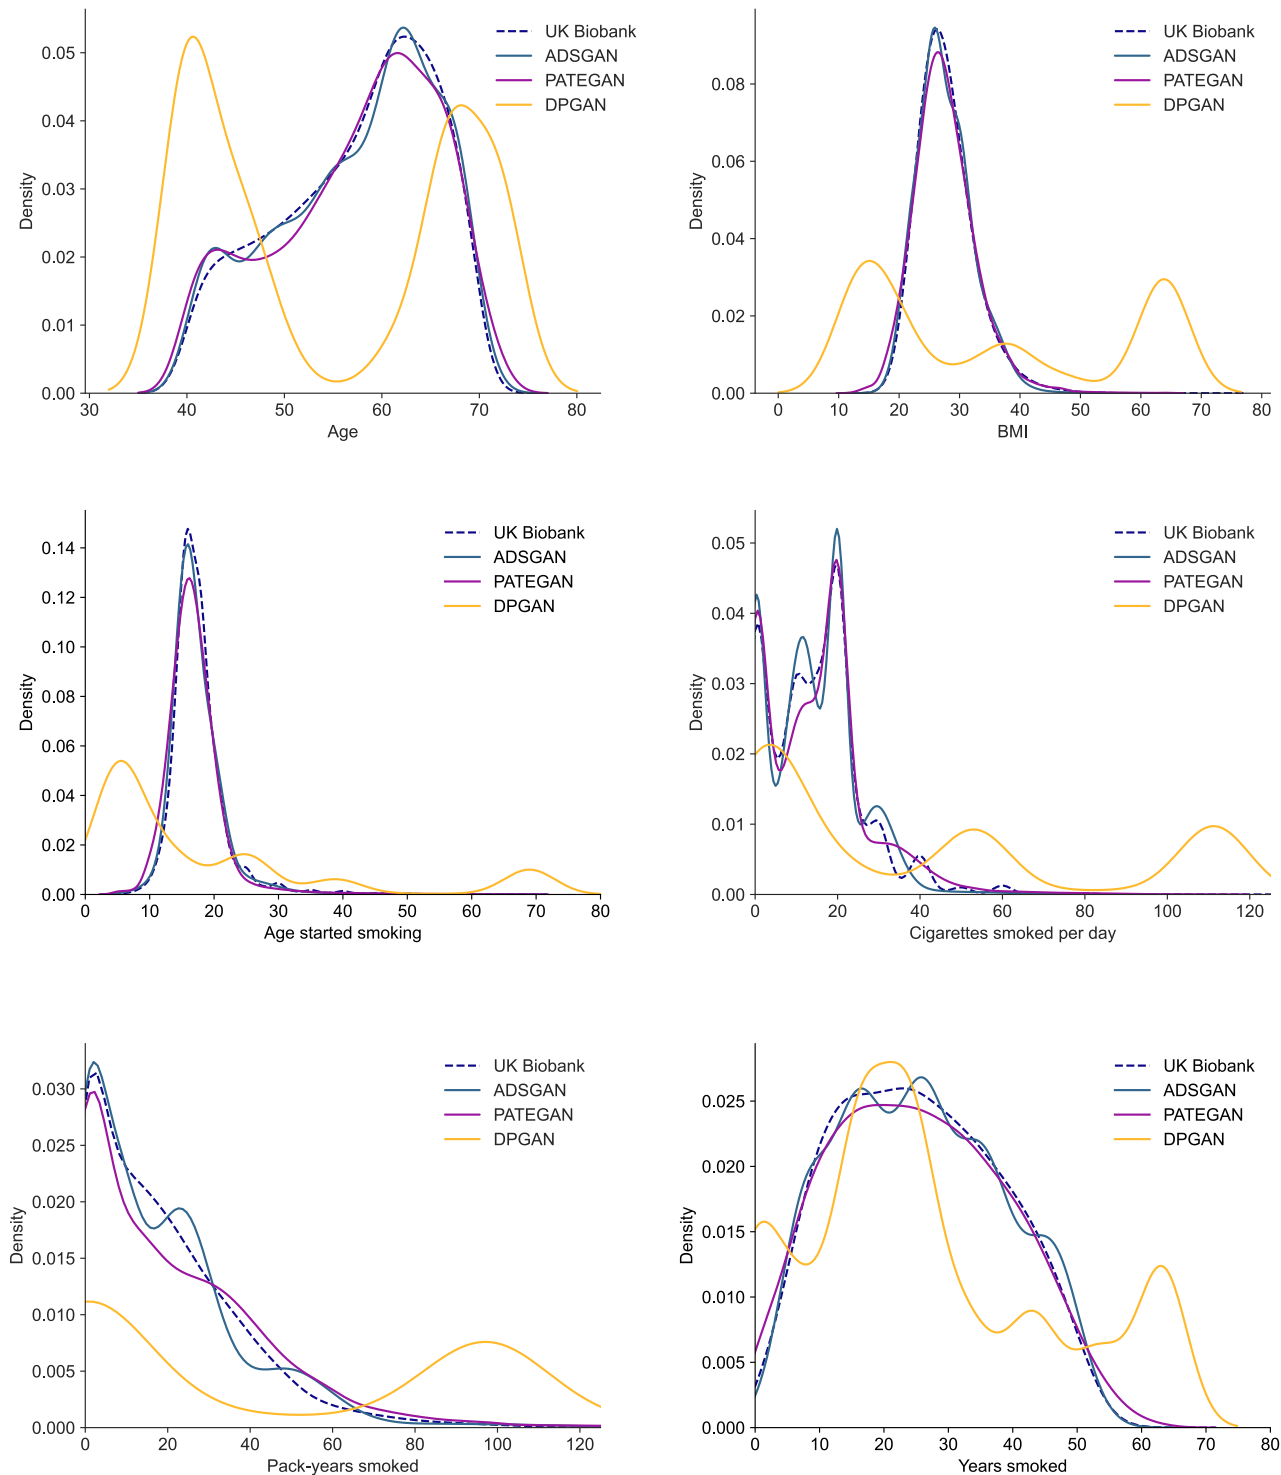 UK Biobank
ADSGAN
PATEGAN
DPGAN
0.05
0.04
0.03
0.02
0.01
0.00
Density
30 40 50 60 70 80
Age
UK Biobank
ADSGAN
PATEGAN
DPGAN
0.08
0.06
0.04
0.02
0.00
Density
0 10 20 30 40 50 60 70 80
BMI
UK Biobank
ADSGAN
PATEGAN
DPGAN
0.14
0.12
0.10
0.08
0.06
0.04
0.02
0.00
Density
0 10 20 30 40 50 60 70 80
Age started smoking
UK Biobank
ADSGAN
PATEGAN
DPGAN
0.05
0.04
0.03
0.02
0.01
0.00
Density
0 20 40 60 80 100 120
Cigarettes smoked per day
UK Biobank
ADSGAN
PATEGAN
DPGAN
0.030
0.025
0.020
0.015
0.010
0.005
0.000
Density
0 20 40 60 80 100 120
Pack-years smoked
UK Biobank
ADSGAN
PATEGAN
DPGAN
0.025
0.020
0.015
0.010
0.005
0.000
Density
0 10 20 30 40 50 60 70 80
Years smoked